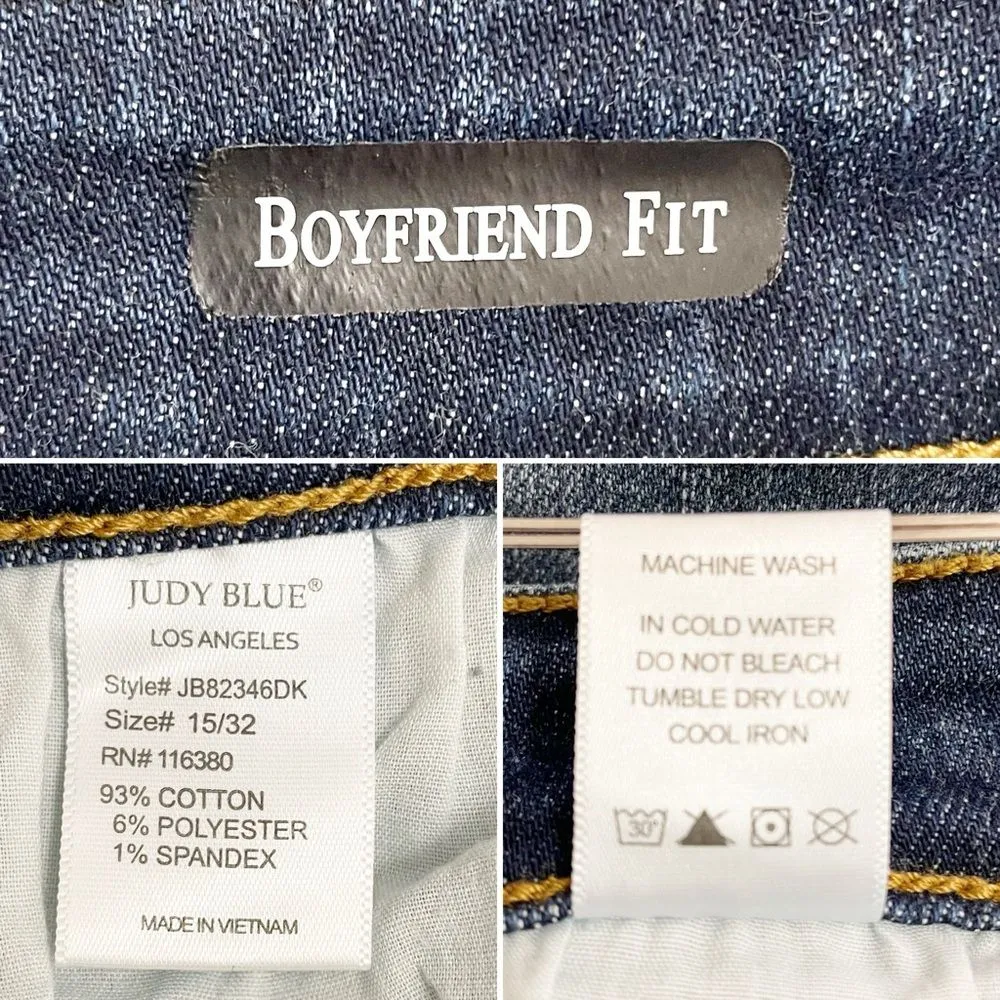 BOYFRIEND FIT
JUDY BLUE®
LOS ANGELES
Style# JB82346DK
Size# 15/32
RN# 116380
93% COTTON
6% POLYESTER
1% SPANDEX
MADE IN VIETNAM
MACHINE WASH
IN COLD WATER
DO NOT BLEACH
TUMBLE DRY LOW
COOL IRON
30°